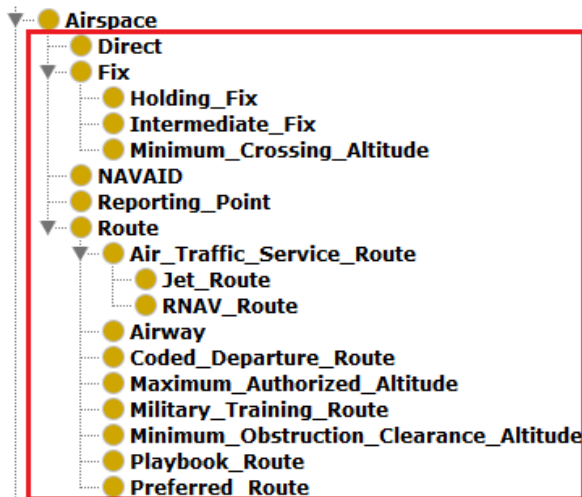 Airspace
Direct
Fix
Holding_Fix
Intermediate_Fix
Minimum_Crossing_Altitude
NAVAID
Reporting_Point
Route
Air_Traffic_Service_Route
Jet_Route
RNAV_Route
Airway
Coded_Departure_Route
Maximum_Authorized_Altitude
Military_Training_Route
Minimum_Obstruction_Clearance_Altitude
Playbook_Route
Preferred_Route